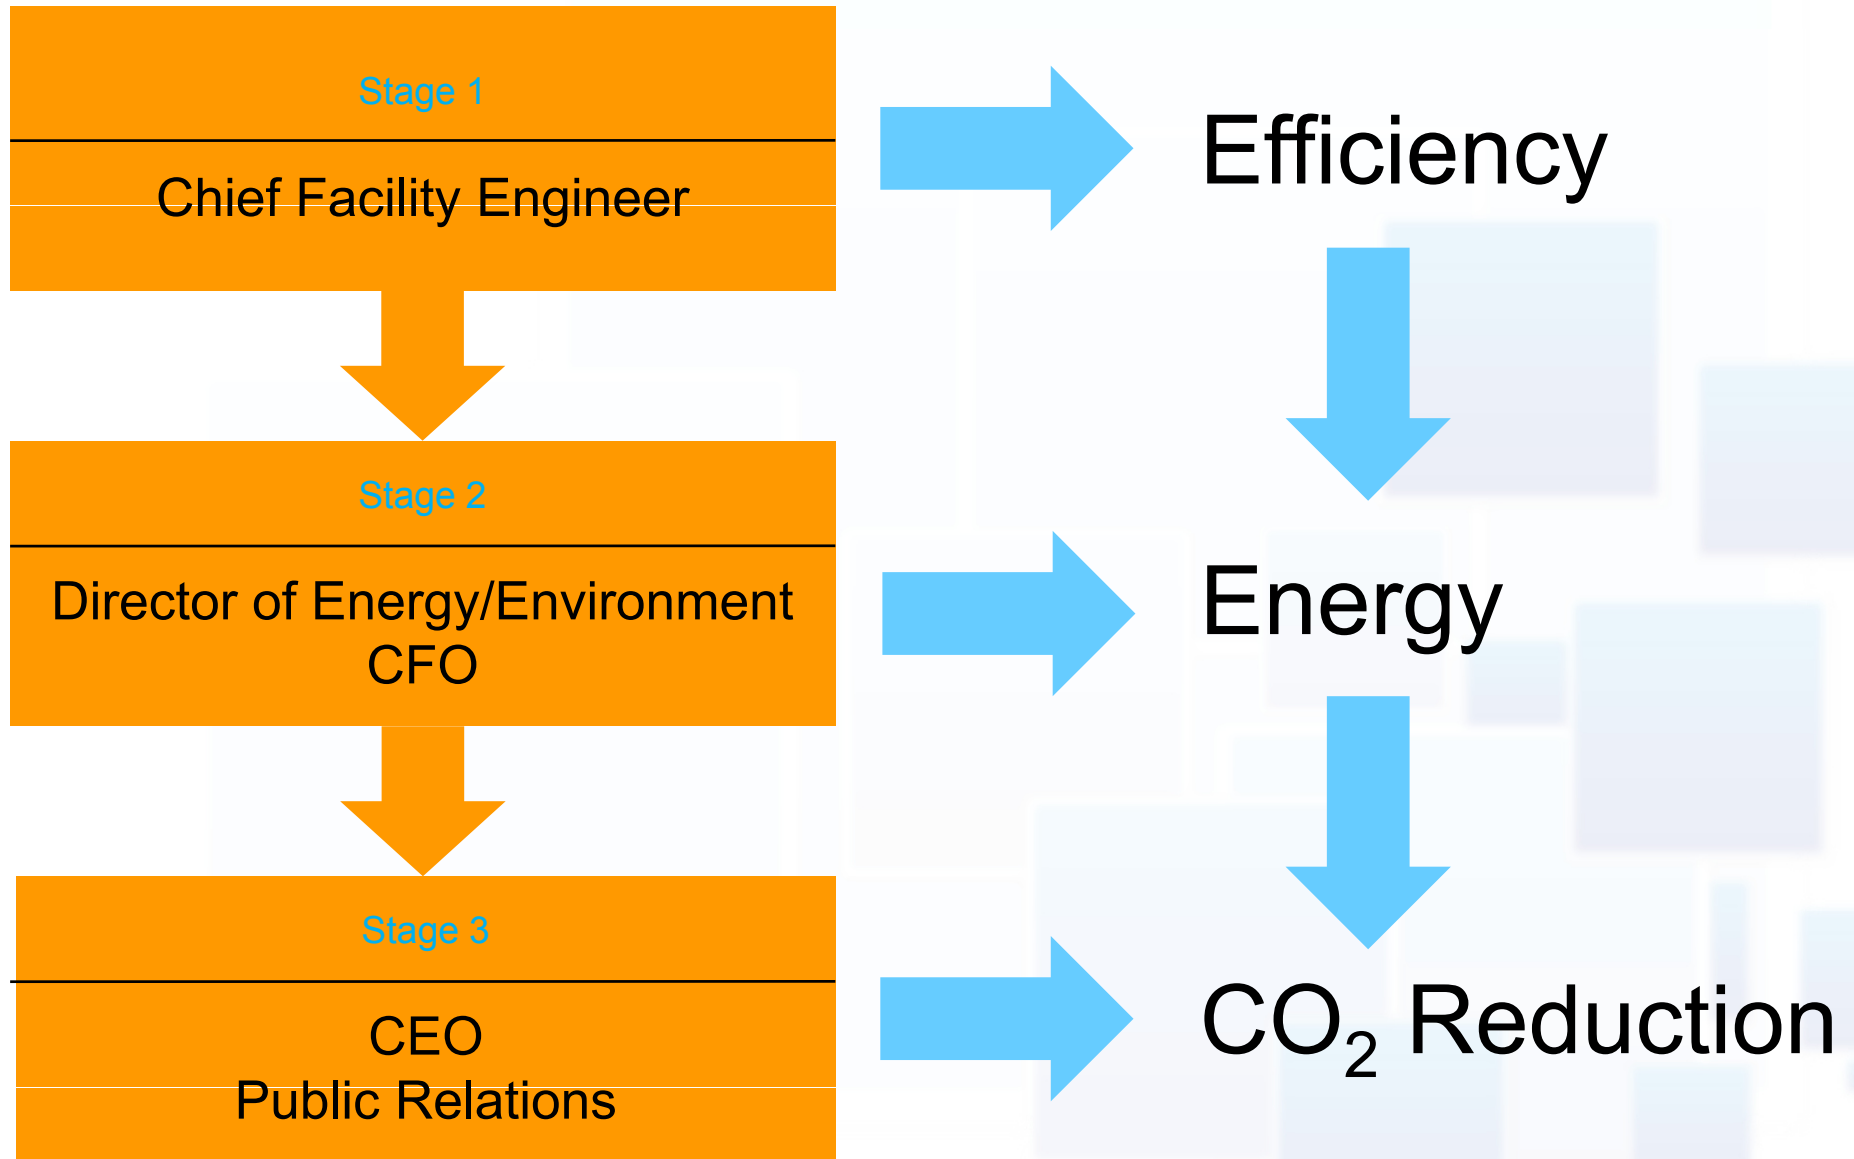 Stage 1
Chief Facility Engineer
Efficiency
Stage 2
Director of Energy/Environment
CFO
Energy
Stage 3
CEO
Public Relations
CO₂ Reduction